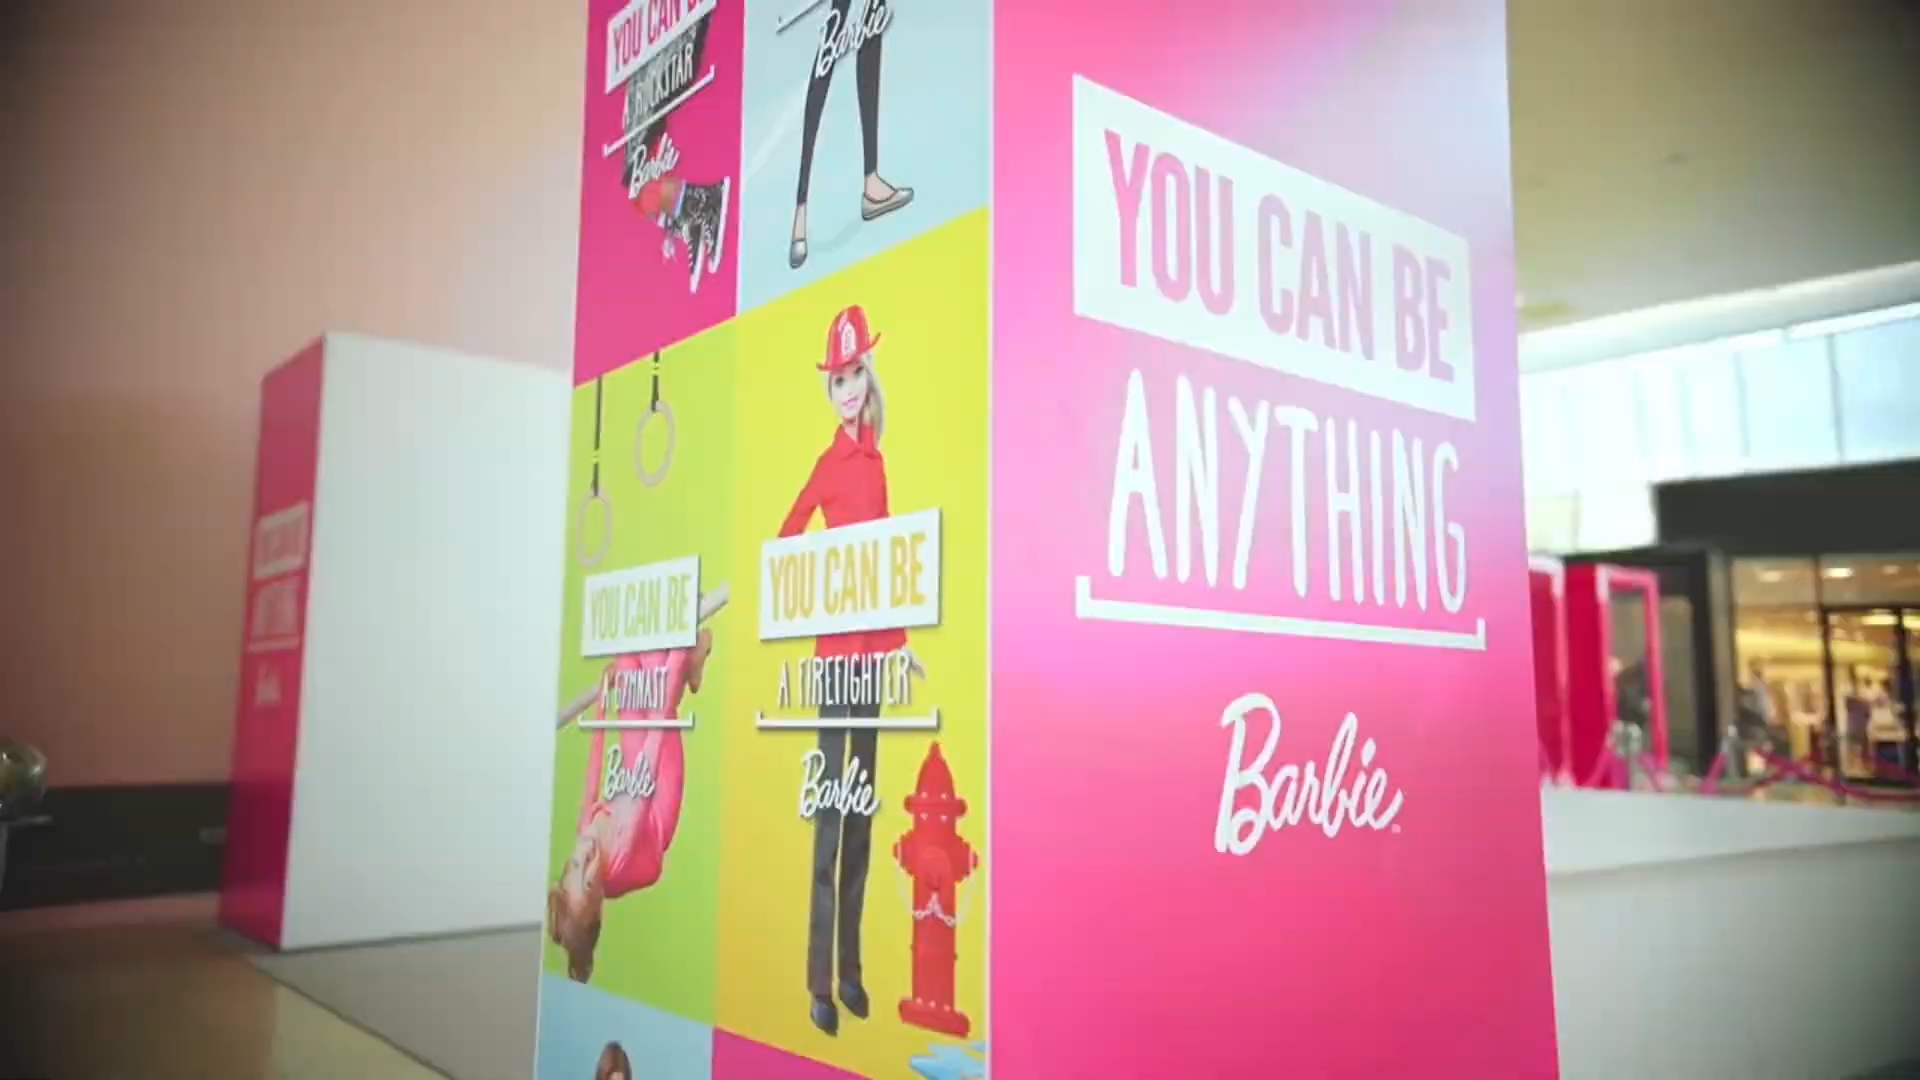 YOU CAN BE
A ROCKSTAR
Barbie
Barbie
YOU CAN BE
A GYMNAST
Barbie
YOU CAN BE
A FIREFIGHTER
Barbie
YOU CAN BE
ANYTHING
Barbie